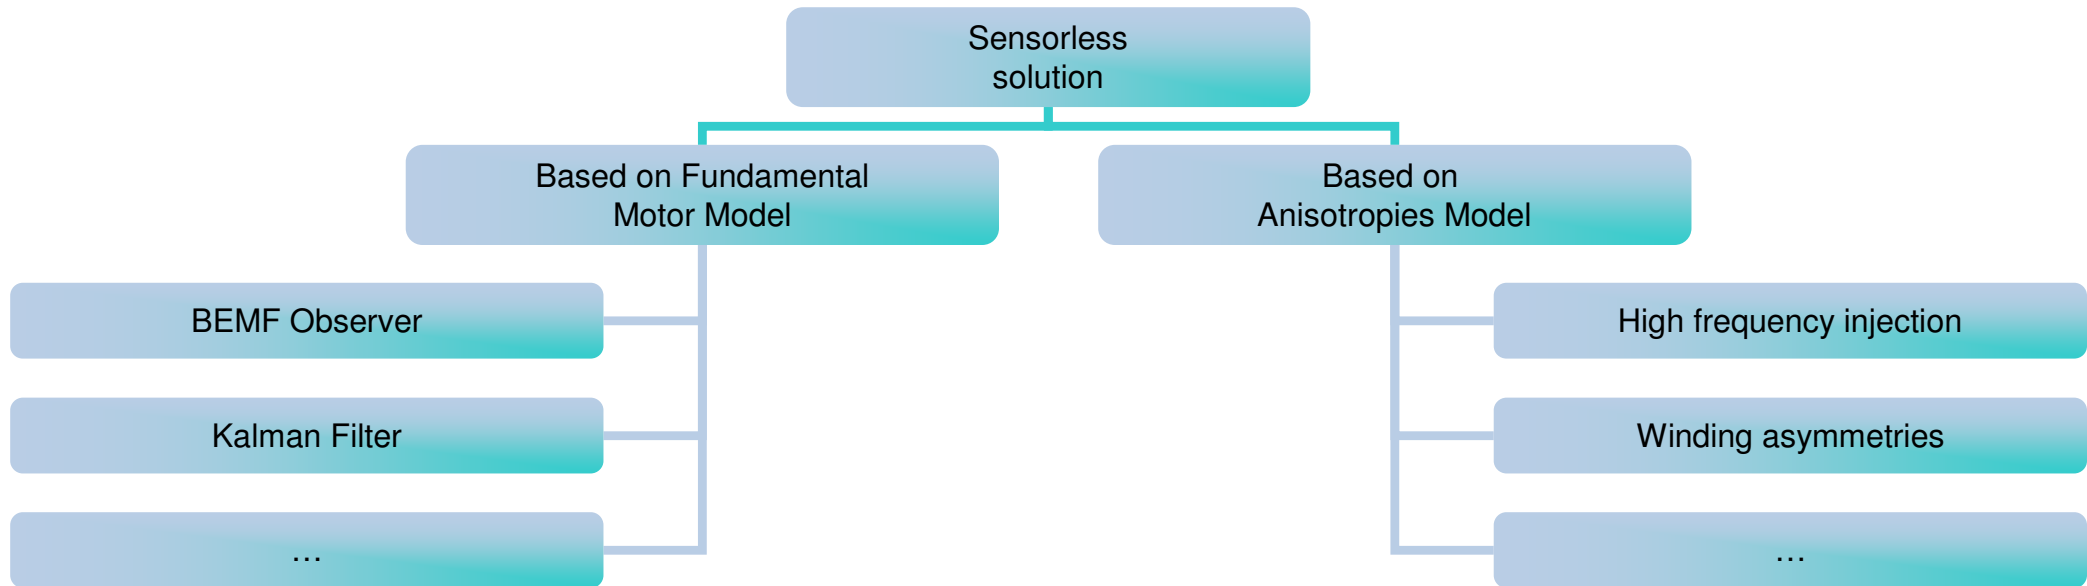 Sensorless
solution
Based on Fundamental
Motor Model
Based on
Anisotropies Model
BEMF Observer
High frequency injection
Kalman Filter
Winding asymmetries
...
...